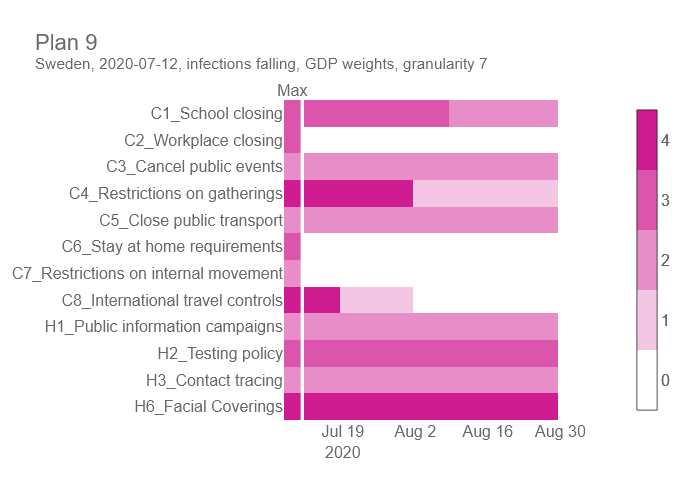 Plan 9
Sweden, 2020-07-12, infections falling, GDP weights, granularity 7
Max
C1_School closing
C2_Workplace closing
C3_Cancel public events
C4_Restrictions on gatherings
C5_Close public transport
C6_Stay at home requirements
C7_Restrictions on internal movement
C8_International travel controls
H1_Public information campaigns
H2_Testing policy
H3_Contact tracing
H6_Facial Coverings
Jul 19 Aug 2 Aug 16 Aug 30
2020
4
3
2
1
0